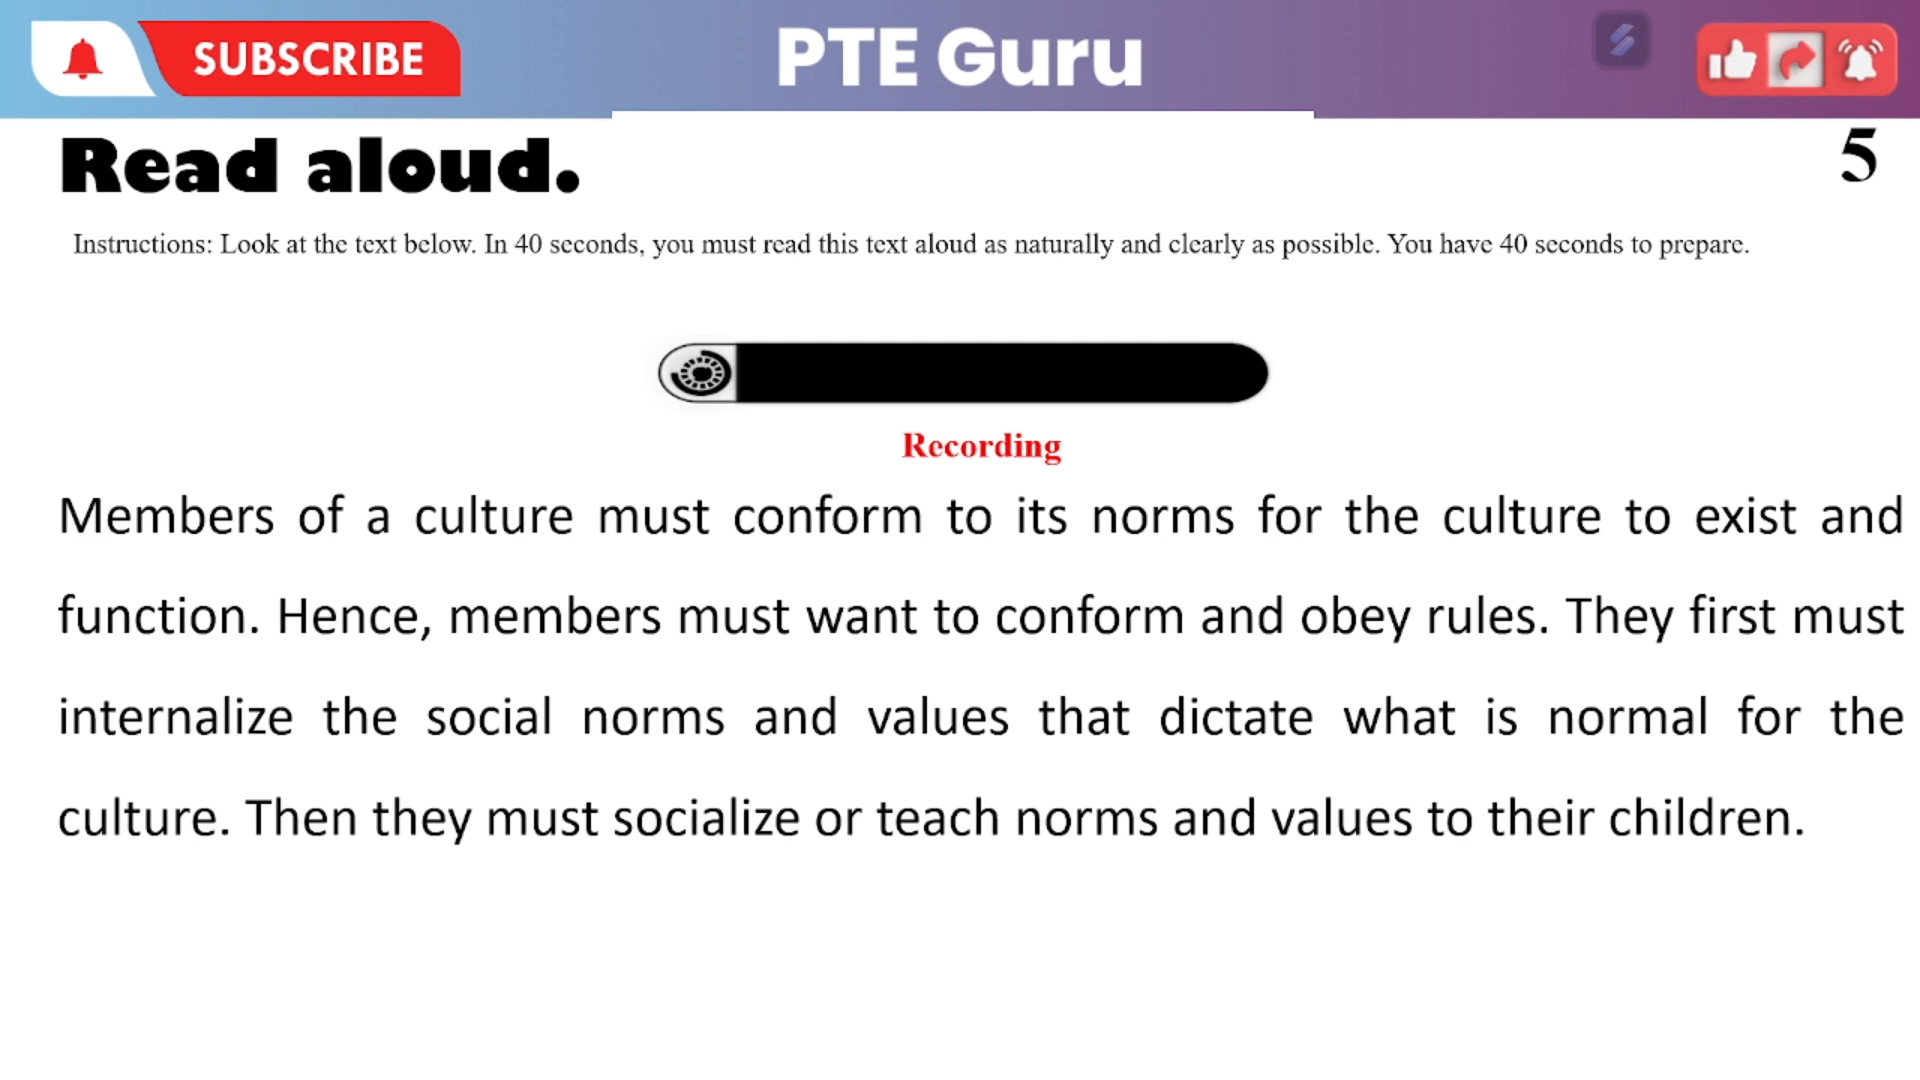 SUBSCRIBE
PTE Guru
Read aloud.
5
Instructions: Look at the text below. In 40 seconds, you must read this text aloud as naturally and clearly as possible. You have 40 seconds to prepare.
Recording
Members of a culture must conform to its norms for the culture to exist and
function. Hence, members must want to conform and obey rules. They first must
internalize the social norms and values that dictate what is normal for the
culture. Then they must socialize or teach norms and values to their children.